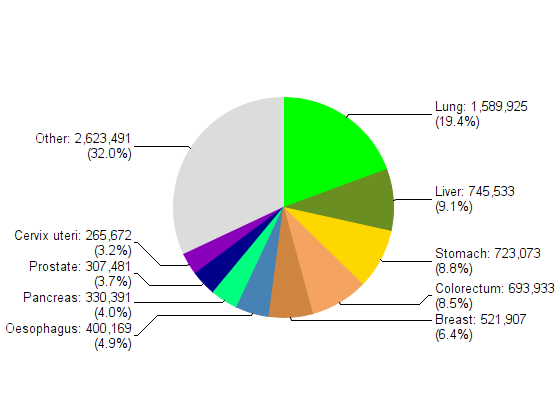 Lung: 1,589,925
(19.4%)
Liver: 745,533
(9.1%)
Stomach: 723,073
(8.8%)
Colorectum: 693,933
(8.5%)
Breast: 521,907
(6.4%)
Oesophagus: 400,169
(4.9%)
Pancreas: 330,391
(4.0%)
Prostate: 307,481
(3.7%)
Cervix uteri: 265,672
(3.2%)
Other: 2,623,491
(32.0%)